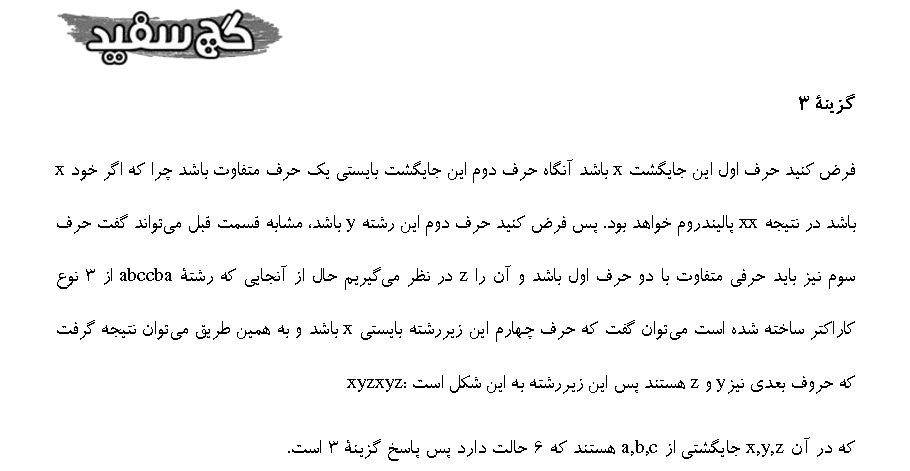 گچ سفید
گزینهٔ ۳
فرض کنید حرف اول این جایگشت x باشد آنگاه حرف دوم این جایگشت بایستی یک حرف متفاوت باشد چرا که اگر خود x
باشد در نتیجه xx پالیندروم خواهد بود. پس فرض کنید حرف دوم این رشته y باشد، مشابه قسمت قبل می‌تواند گفت حرف
سوم نیز باید حرفی متفاوت با دو حرف اول باشد و آن را z در نظر می‌گیریم حال از آنجایی که رشتهٔ abccba از ۳ نوع
کاراکتر ساخته شده است می‌توان گفت که حرف چهارم این زیررشته بایستی x باشد و به همین طریق می‌توان نتیجه گرفت
که حروف بعدی نیز y و z هستند پس این زیررشته به این شکل است :xyzxyz
که در آن x,y,z جایگشتی از a,b,c هستند که ۶ حالت دارد پس پاسخ گزینهٔ ۳ است.